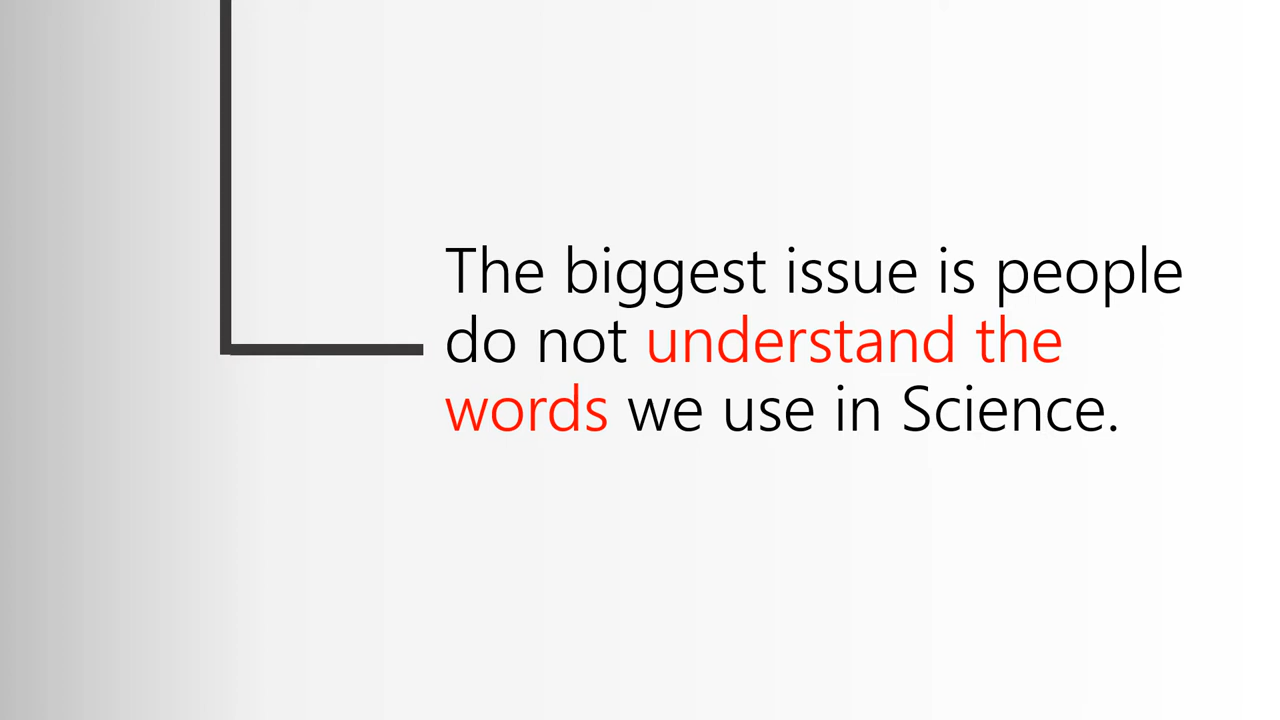 The biggest issue is people
do not understand the
words we use in Science.